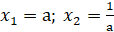 x₁ = a; x₂ = 1/a